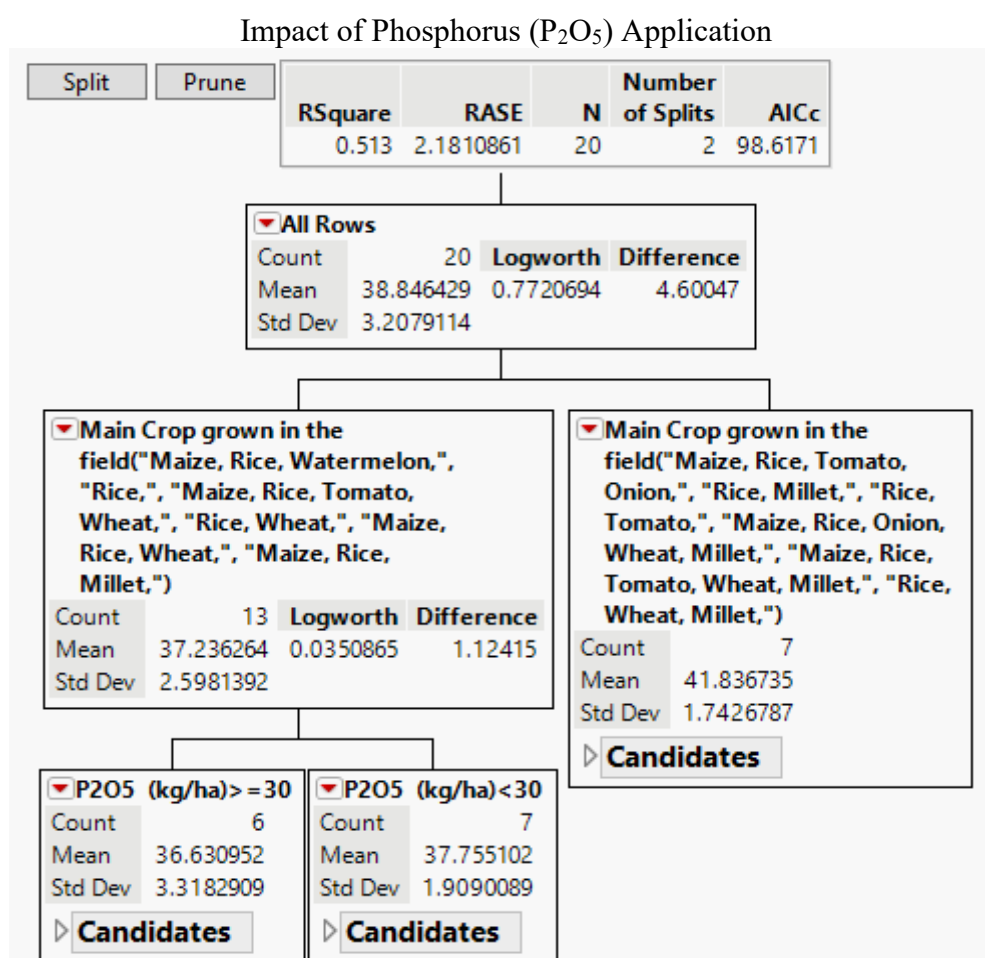 Impact of Phosphorus (P₂O₅) Application
Split Prune
Number
RSquare RASE N of Splits AICc
0.513 2.1810861 20 2 98.6171
All Rows
Count 20 Logworth Difference
Mean 38.846429 0.7720694 4.60047
Std Dev 3.2079114
Main Crop grown in the
field("Maize, Rice, Watermelon,",
"Rice,", "Maize, Rice, Tomato,
Wheat,", "Rice, Wheat,", "Maize,
Rice, Wheat,", "Maize, Rice,
Millet,")
Count 13 Logworth Difference
Mean 37.236264 0.0350865 1.12415
Std Dev 2.5981392
Main Crop grown in the
field("Maize, Rice, Tomato,
Onion,", "Rice, Millet,", "Rice,
Tomato,", "Maize, Rice, Onion,
Wheat, Millet,", "Maize, Rice,
Tomato, Wheat, Millet,", "Rice,
Wheat, Millet,")
Count 7
Mean 41.836735
Std Dev 1.7426787
Candidates
P2O5 (kg/ha)>=30
Count 6
Mean 36.630952
Std Dev 3.3182909
Candidates
P2O5 (kg/ha)<30
Count 7
Mean 37.755102
Std Dev 1.9090089
Candidates